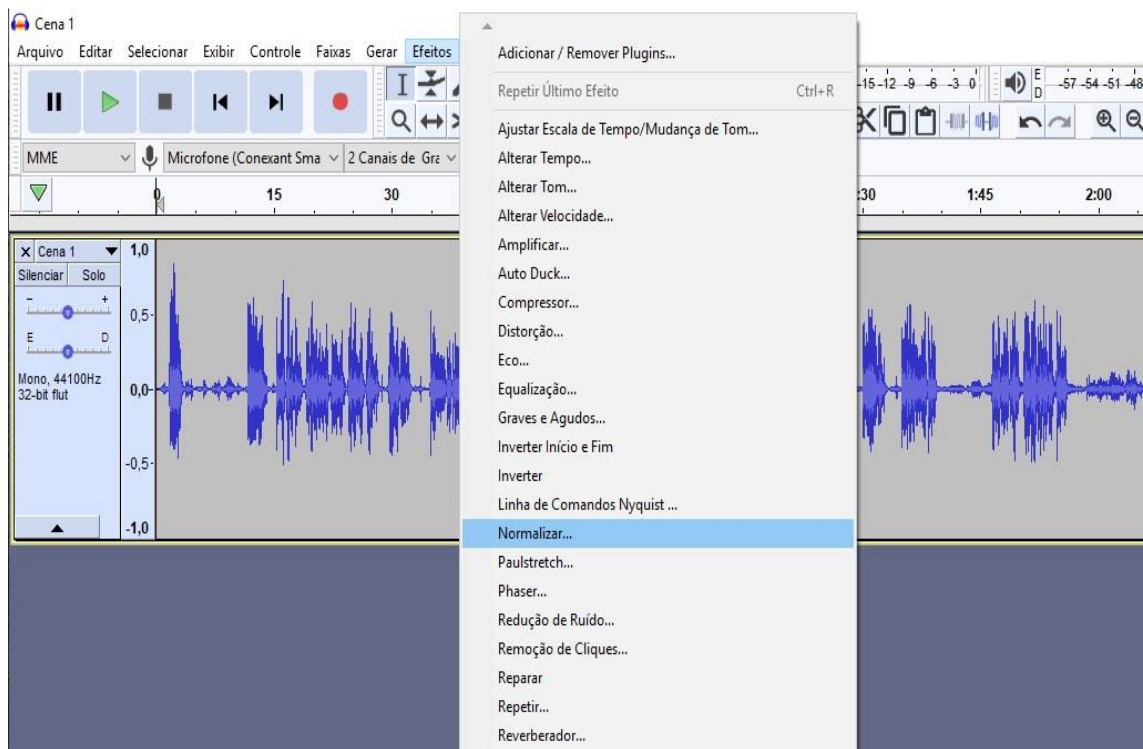 Cena 1
Arquivo Editar Selecionar Exibir Controle Faixas Gerar Efeitos
-15 -12 -9 -6 -3 0 E D -57 -54 -51 -48
MME Microfone (Conexant Sma 2 Canais de Gra
0 15 30 :30 1:45 2:00
Cena 1
Silenciar Solo
- +
E D
Mono, 44100Hz
32-bit flut
1,0
0,5
0,0
-0,5
-1,0
Adicionar / Remover Plugins...
Repetir Último Efeito Ctrl+R
Ajustar Escala de Tempo/Mudança de Tom...
Alterar Tempo...
Alterar Tom...
Alterar Velocidade...
Amplificar...
Auto Duck...
Compressor...
Distorção...
Eco...
Equalização...
Graves e Agudos...
Inverter Início e Fim
Inverter
Linha de Comandos Nyquist ...
Normalizar...
Paulstretch...
Phaser...
Redução de Ruído...
Remoção de Cliques...
Reparar
Repetir...
Reverberador...